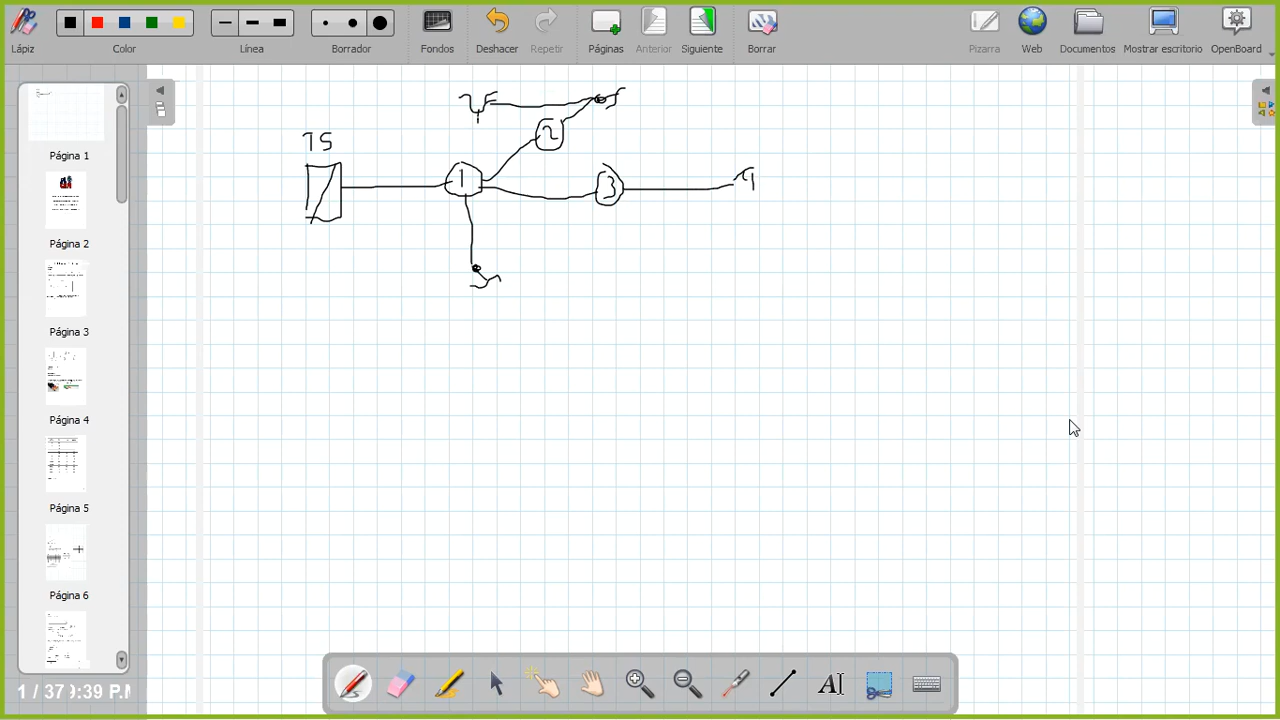 Lápiz Color Línea Borrador Fondos Deshacer Repetir Páginas Anterior Siguiente Borrar Pizarra Web Documentos Mostrar escritorio OpenBoard
Página 1
Página 2
Página 3
Página 4
Página 5
Página 6
TS
1
2
3